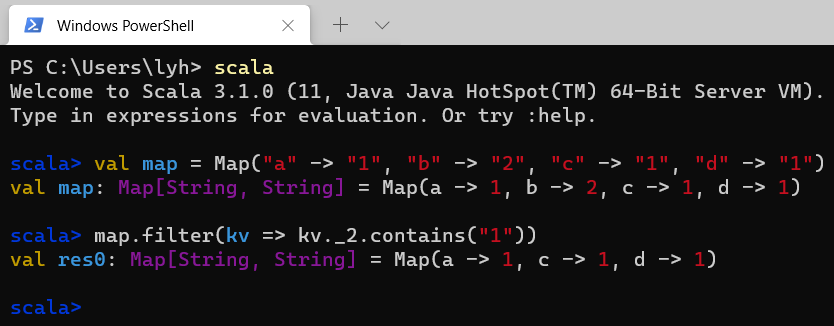 Windows PowerShell
PS C:\Users\lyh> scala
Welcome to Scala 3.1.0 (11, Java Java HotSpot(TM) 64-Bit Server VM).
Type in expressions for evaluation. Or try :help.
scala> val map = Map("a" -> "1", "b" -> "2", "c" -> "1", "d" -> "1")
val map: Map[String, String] = Map(a -> 1, b -> 2, c -> 1, d -> 1)
scala> map.filter(kv => kv._2.contains("1"))
val res0: Map[String, String] = Map(a -> 1, c -> 1, d -> 1)
scala>